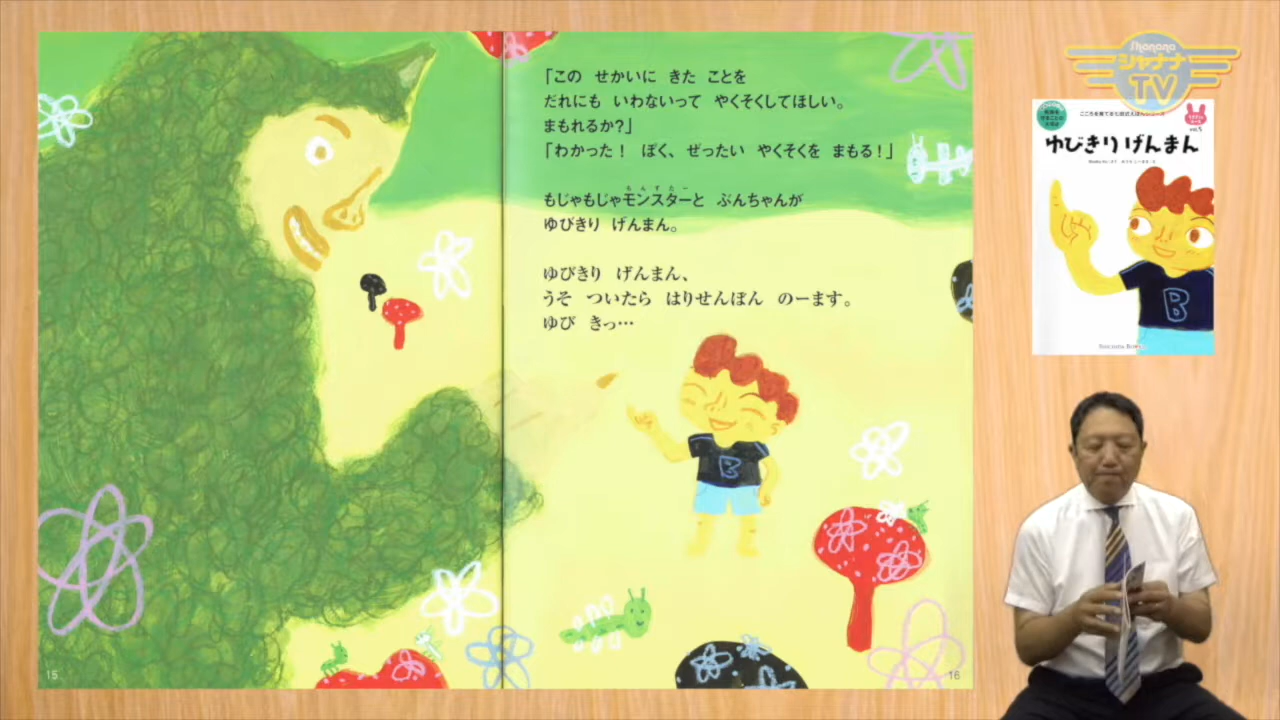 「この せかいに きた ことを
だれにも いわないって やくそくしてほしい。
まもれるか?」
「わかった! ぼく、ぜったい やくそくを まもる!」
もじゃもじゃモンスターと ぶんちゃんが
ゆびきり げんまん。
ゆびきり げんまん、
うそ ついたら はりせんぼん のーます。
ゆび きっ…
B
15
16
Shanana
シャナナ
TV
vol.5
ゆびきり げんまん
B